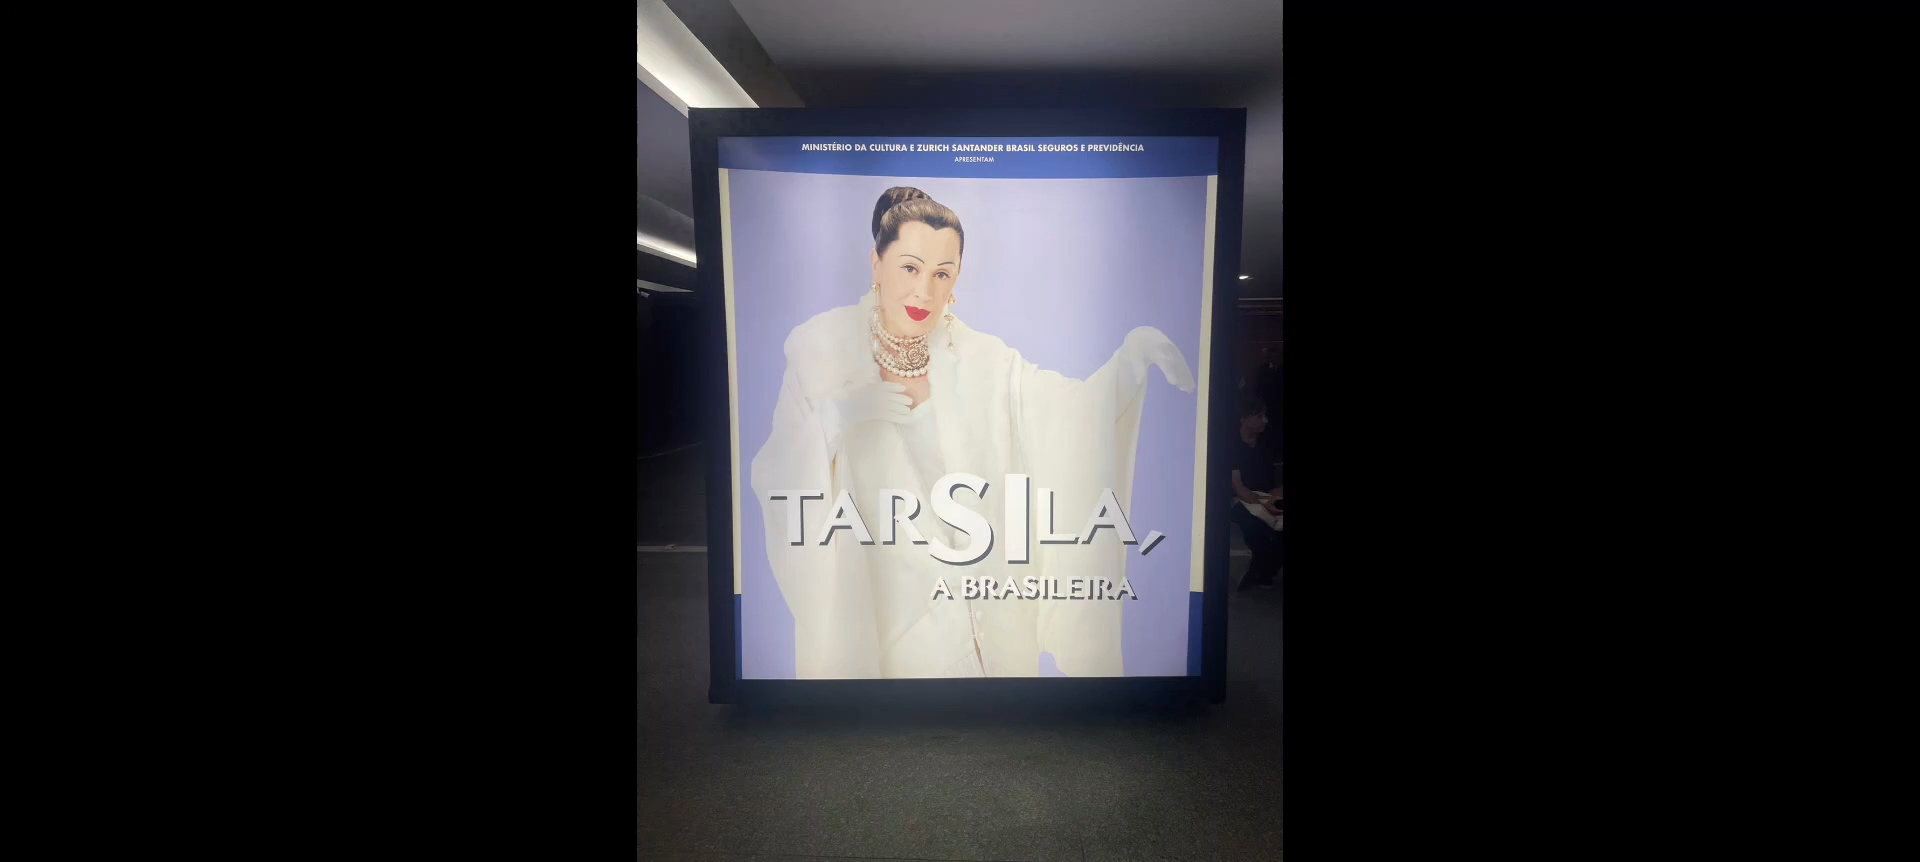 MINISTÉRIO DA CULTURA E ZURICH SANTANDER BRASIL SEGUROS E PREVIDÊNCIA
APRESENTAM
TARSILA,
A BRASILEIRA